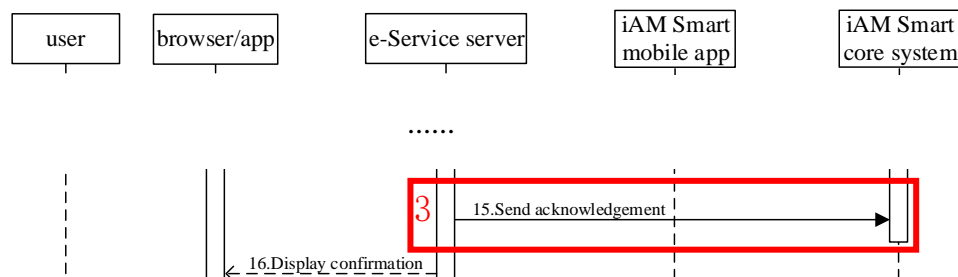 user
browser/app
e-Service server
iAM Smart
mobile app
iAM Smart
core system
......
3
15.Send acknowledgement
16.Display confirmation